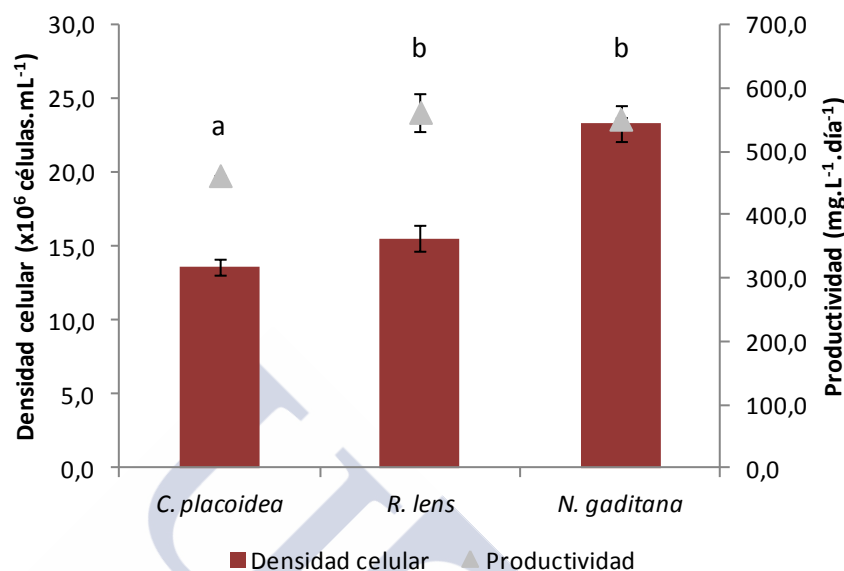 Densidad celular (x10⁶ células.mL⁻¹)
30,0
25,0
20,0
15,0
10,0
5,0
0,0
a
b
b
700,0
600,0
500,0
400,0
300,0
200,0
100,0
0,0
Productividad (mg.L⁻¹.día⁻¹)
C. placoidea
R. lens
N. gaditana
Densidad celular
Productividad